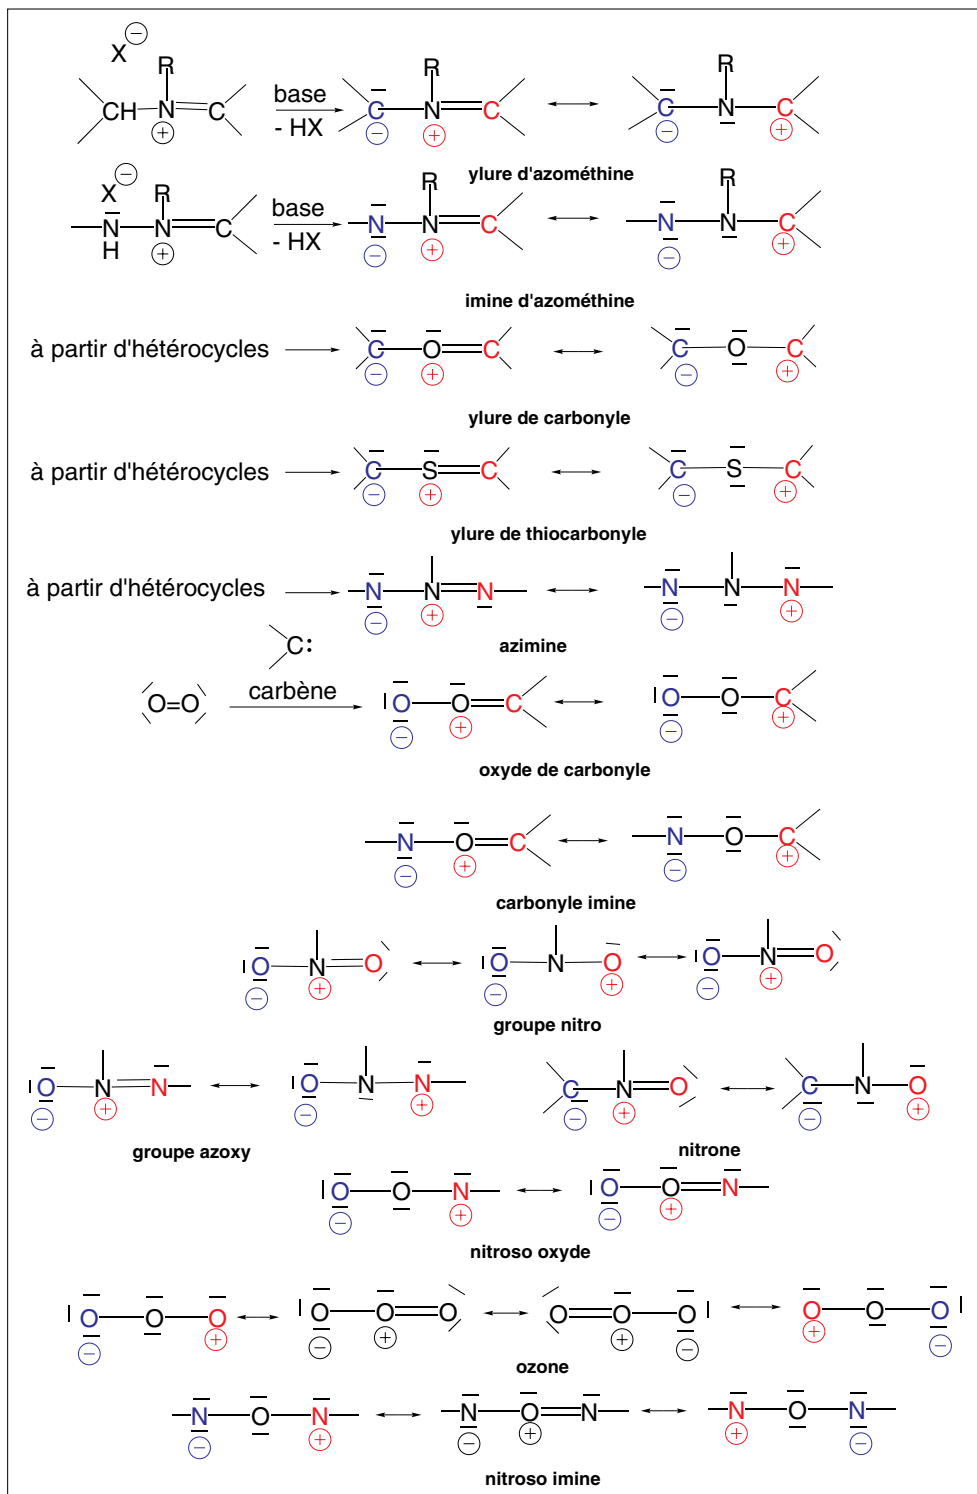 X ⊖
R R R
CH N C base C N C ↔ C N C
⊕ - HX ⊖ ⊕ ⊖ ⊕
ylure d'azométhine
X ⊖
R R R
N N C base N N C ↔ N N C
H ⊕ - HX ⊖ ⊕ ⊖ ⊕
imine d'azométhine
à partir d'hétérocycles C O C ↔ C O C
⊖ ⊕ ⊖ ⊕
ylure de carbonyle
à partir d'hétérocycles C S C ↔ C S C
⊖ ⊕ ⊖ ⊕
ylure de thiocarbonyle
à partir d'hétérocycles N N N ↔ N N N
⊖ ⊕ ⊖ ⊕
azimine
C:
O=O carbène O O C ↔ O O C
⊖ ⊕ ⊖ ⊕
oxyde de carbonyle
N O C ↔ N O C
⊖ ⊕ ⊖ ⊕
carbonyle imine
O N O ↔ O N O ↔ O N O
⊖ ⊕ ⊖ ⊕ ⊖ ⊕
groupe nitro
O N N ↔ O N N C N O ↔ C N O
⊖ ⊕ ⊖ ⊕ ⊖ ⊕ ⊖ ⊕
groupe azoxy nitrone
O O N ↔ O O N
⊖ ⊕ ⊖ ⊕
nitroso oxyde
O O O ↔ O O O ↔ O O O ↔ O O O
⊖ ⊕ ⊖ ⊕ ⊕ ⊖ ⊕ ⊖
ozone
N O N ↔ N O N ↔ N O N
⊖ ⊕ ⊖ ⊕ ⊕ ⊖
nitroso imine